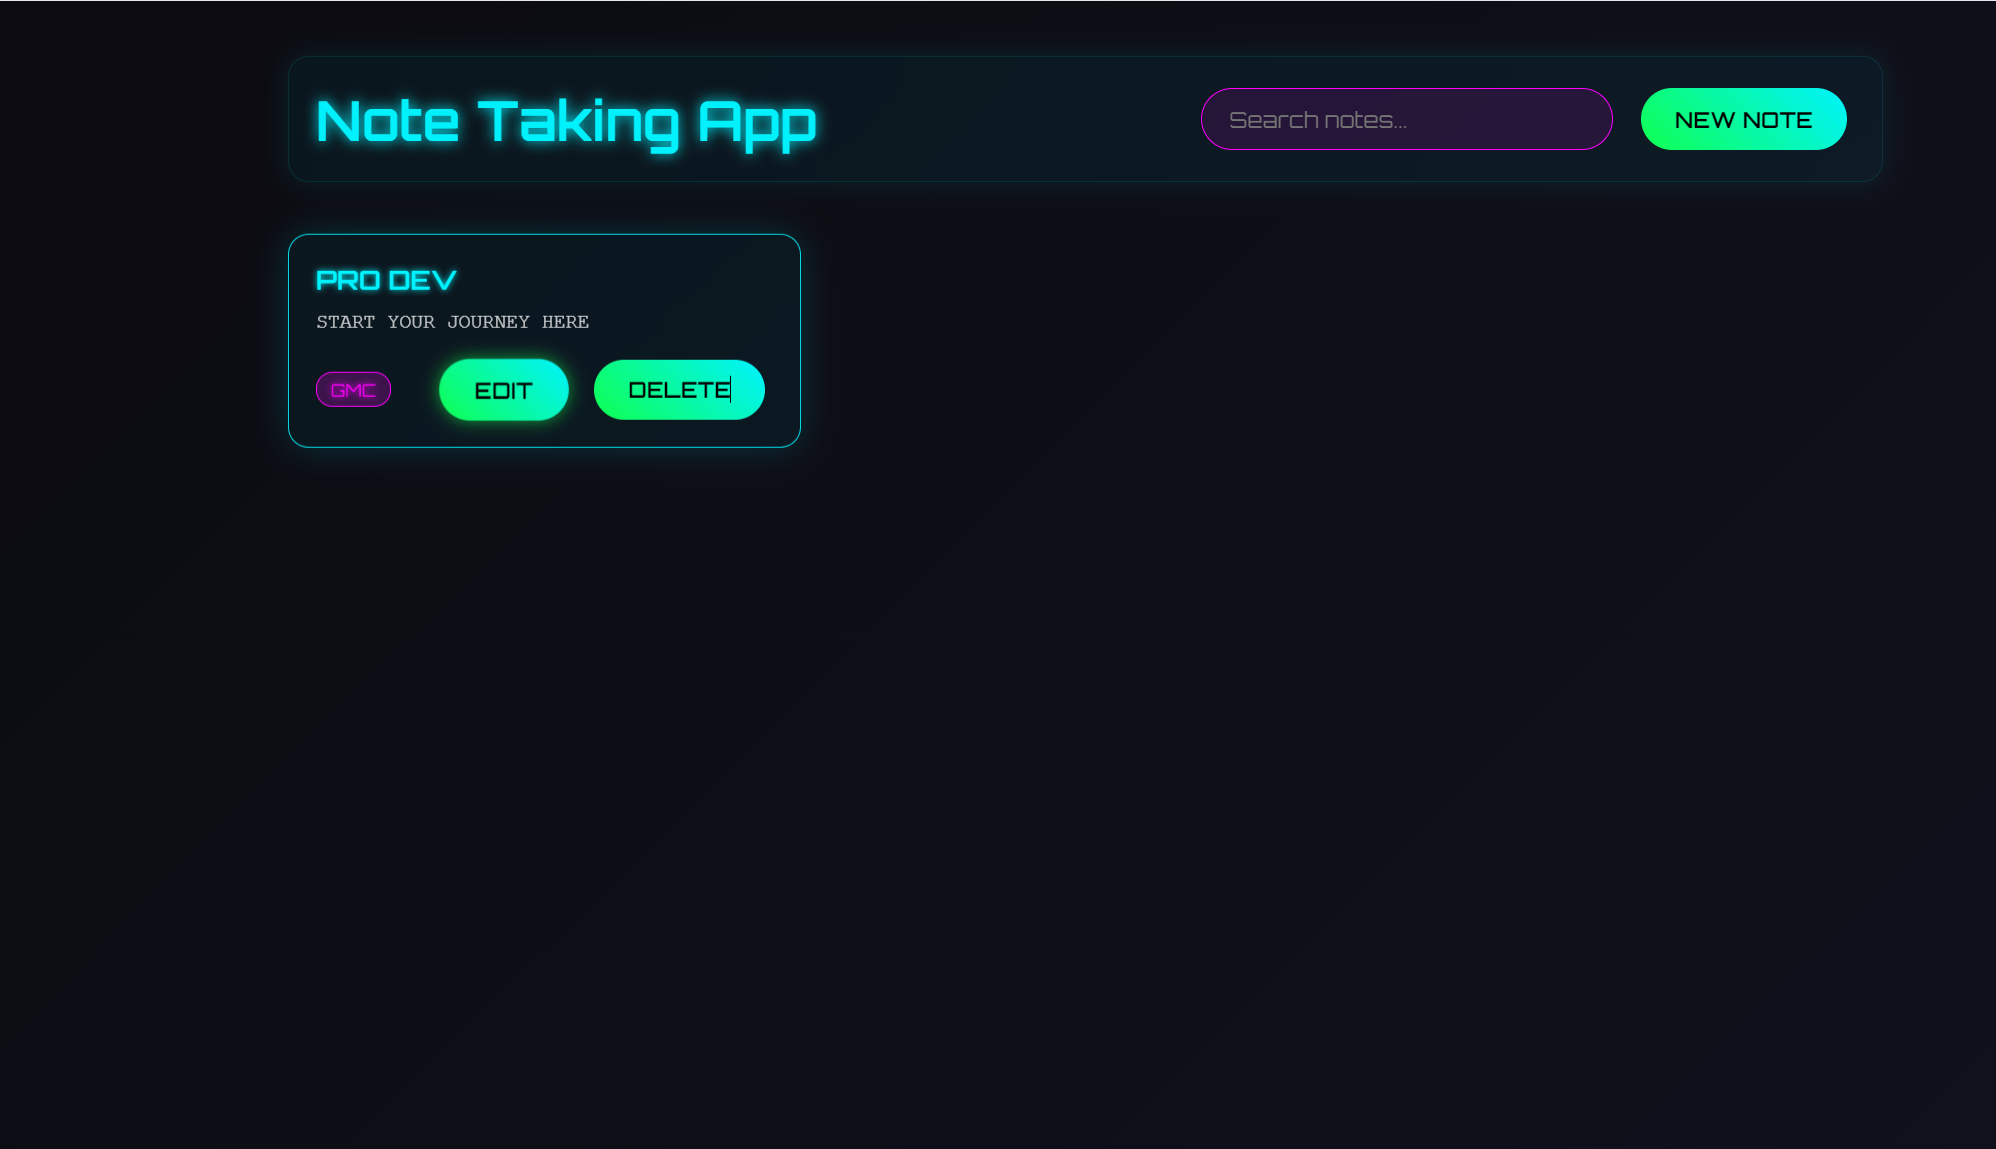 Note Taking App
Search notes...
NEW NOTE
PRO DEV
START YOUR JOURNEY HERE
GMC
EDIT
DELETE